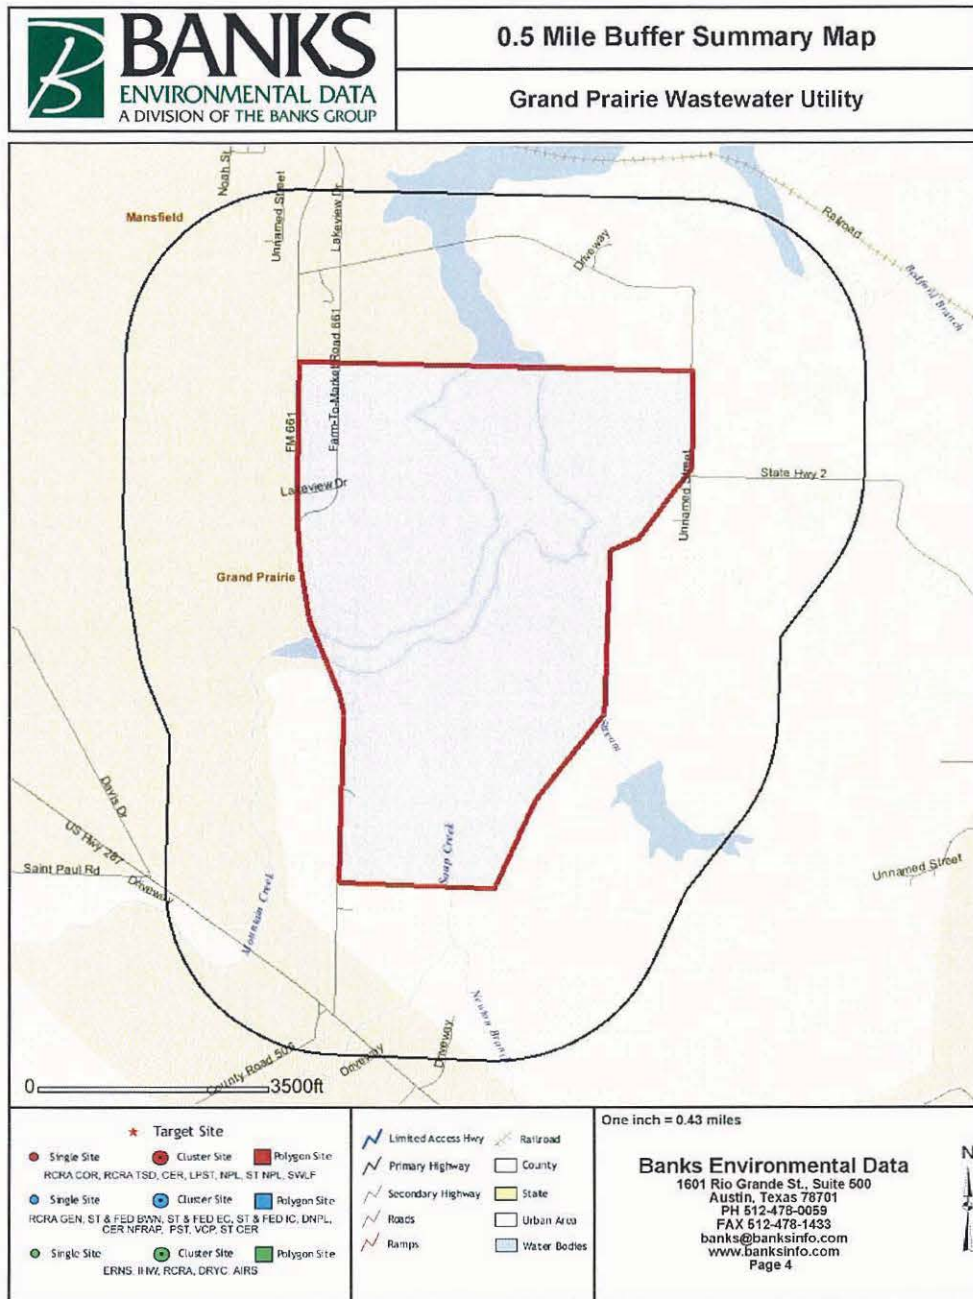 BANKS
ENVIRONMENTAL DATA
A DIVISION OF THE BANKS GROUP
0.5 Mile Buffer Summary Map
Grand Prairie Wastewater Utility
Noah St
Mansfield
Unnamed Street
Lakeview Dr
Driveway
Railroad
Bedford Branch
Farm-To-Market Road 661
FM 661
Lakeview Dr
Unnamed Street
State Hwy 2
Grand Prairie
Davis Dr
US Hwy 287
Saint Paul Rd
Driveway
Mountain Creek
Soap Creek
Unnamed Street
Newton Branc
County Road 506
Driveway
Driveway
0
3500ft
Target Site
Single Site
Cluster Site
Polygon Site
RCRA COR, RCRA TSD, CER, LPST, NPL, ST NPL, SWLF
Single Site
Cluster Site
Polygon Site
RCRA GEN, ST & FED BWN, ST & FED EC, ST & FED IC, DNPL,
CER NFRAP, PST, VCP, ST CER
Single Site
Cluster Site
Polygon Site
ERNS, IHW, RCRA, DRYC, AIRS
Limited Access Hwy
Primary Highway
Secondary Highway
Roads
Ramps
Railroad
County
State
Urban Area
Water Bodies
One inch = 0.43 miles
Banks Environmental Data
1601 Rio Grande St., Suite 500
Austin, Texas 78701
PH 512-478-0059
FAX 512-478-1433
banks@banksinfo.com
www.banksinfo.com
Page 4
N